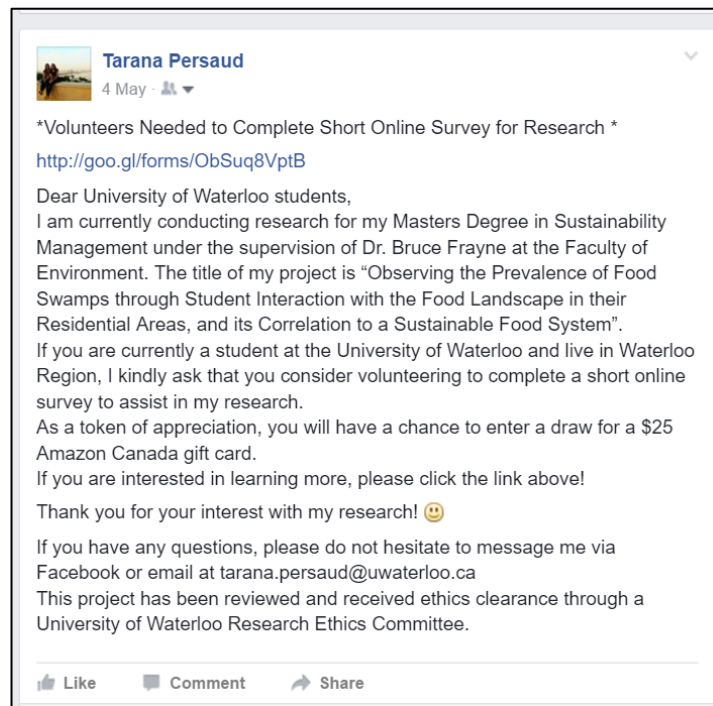 Tarana Persaud
4 May ·
*Volunteers Needed to Complete Short Online Survey for Research *
http://goo.gl/forms/ObSuq8VptB
Dear University of Waterloo students,
I am currently conducting research for my Masters Degree in Sustainability
Management under the supervision of Dr. Bruce Frayne at the Faculty of
Environment. The title of my project is “Observing the Prevalence of Food
Swamps through Student Interaction with the Food Landscape in their
Residential Areas, and its Correlation to a Sustainable Food System”.
If you are currently a student at the University of Waterloo and live in Waterloo
Region, I kindly ask that you consider volunteering to complete a short online
survey to assist in my research.
As a token of appreciation, you will have a chance to enter a draw for a $25
Amazon Canada gift card.
If you are interested in learning more, please click the link above!
Thank you for your interest with my research! 🙂
If you have any questions, please do not hesitate to message me via
Facebook or email at tarana.persaud@uwaterloo.ca
This project has been reviewed and received ethics clearance through a
University of Waterloo Research Ethics Committee.
Like Comment Share